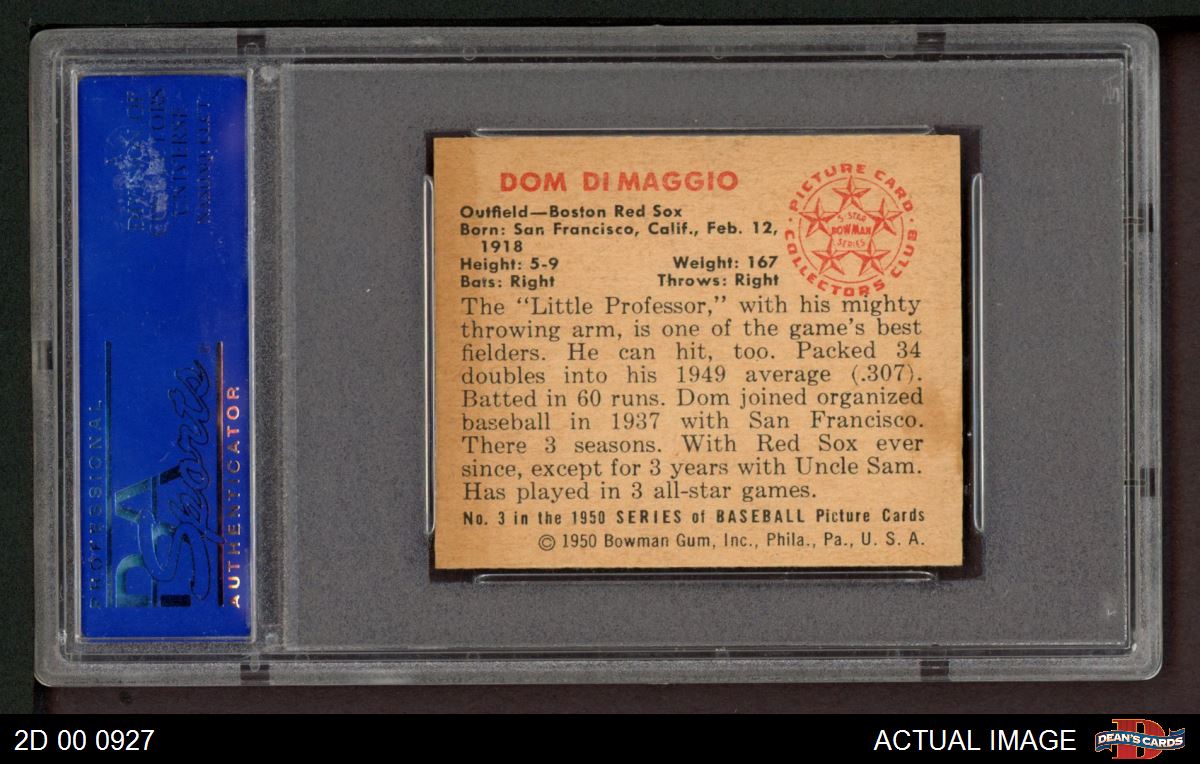 COLLECTORS
UNIVERSE
NASDAQ: CLCT
PROFESSIONAL
PSA
Sports
AUTHENTICATOR
DOM DI MAGGIO
Outfield—Boston Red Sox
Born: San Francisco, Calif., Feb. 12,
1918
Height: 5-9 Weight: 167
Bats: Right Throws: Right
PICTURE CARD
5-STAR
BOWMAN
SERIES
COLLECTORS CLUB
The "Little Professor," with his mighty
throwing arm, is one of the game's best
fielders. He can hit, too. Packed 34
doubles into his 1949 average (.307).
Batted in 60 runs. Dom joined organized
baseball in 1937 with San Francisco.
There 3 seasons. With Red Sox ever
since, except for 3 years with Uncle Sam.
Has played in 3 all-star games.
No. 3 in the 1950 SERIES of BASEBALL Picture Cards
© 1950 Bowman Gum, Inc., Phila., Pa., U. S. A.
2D 00 0927
ACTUAL IMAGE
DEAN'S CARDS